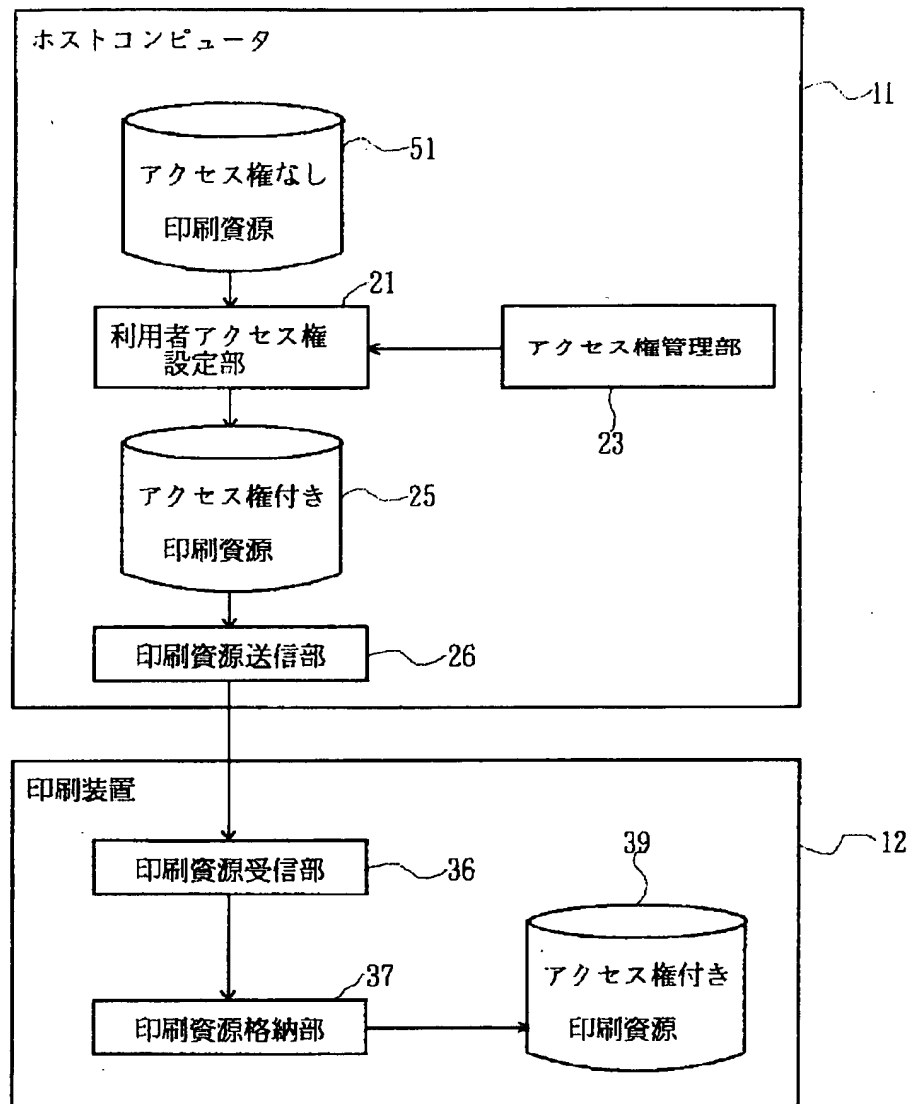 ホストコンピュータ
11
アクセス権なし
印刷資源
51
21
利用者アクセス権
設定部
アクセス権管理部
23
アクセス権付き
印刷資源
25
印刷資源送信部
26
印刷装置
12
印刷資源受信部
36
39
アクセス権付き
印刷資源
37
印刷資源格納部